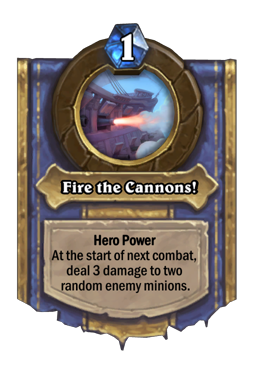 1
Fire the Cannons!
Hero Power
At the start of next combat,
deal 3 damage to two
random enemy minions.